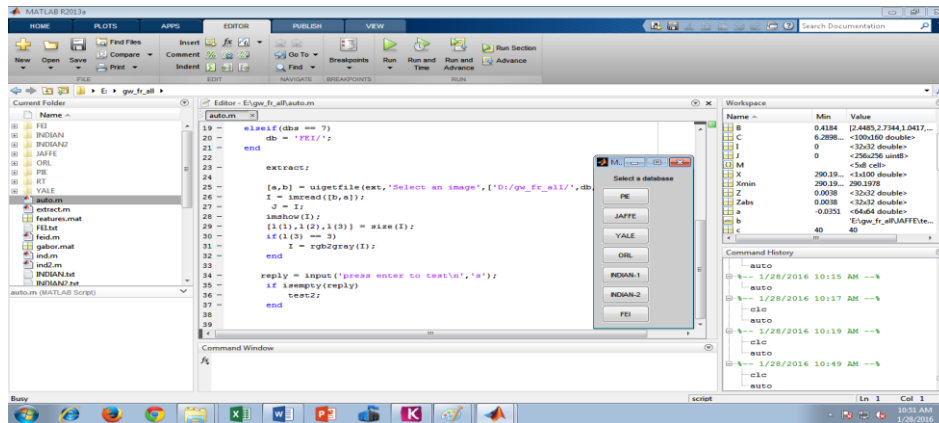 MATLAB R2013a
HOME PLOTS APPS EDITOR PUBLISH VIEW
Search Documentation
New Open Save
Find Files
Compare
Print
Insert
Comment
Indent
fx
Go To
Find
Breakpoints
Run
Run and Time
Run and Advance
Run Section
Advance
FILE EDIT NAVIGATE BREAKPOINTS RUN
E: gw_fr_all
Current Folder
Name
FEI
INDIAN
INDIAN2
JAFFE
ORL
PIE
RT
YALE
auto.m
extract.m
features.mat
FEI.txt
feid.m
gabor.mat
ind.m
ind2.m
INDIAN.txt
INDIAN2.txt
auto.m (MATLAB Script)
Editor - E:\gw_fr_all\auto.m
auto.m
19 - elseif(dbs == 7)
20 - db = 'FEI/';
21 - end
22
23 - extract;
24
25 - [a,b] = uigetfile(ext,'Select an image',['D:/gw_fr_all/',db,
26 - I = imread([b,a]);
27 - J = I;
28 - imshow(I);
29 - [l(1),l(2),l(3)] = size(I);
30 - if(l(3) == 3)
31 - I = rgb2gray(I);
32 - end
33
34 - reply = input('press enter to test\n','s');
35 - if isempty(reply)
36 - test2;
37 - end
38
39
M...
Select a database
PIE
JAFFE
YALE
ORL
INDIAN-1
INDIAN-2
FEI
Command Window
fx
Workspace
Name Min Value
B 0.4184 [2.4485,2.7344,1.0417,...
C 6.2898... <100x160 double>
I 0 <32x32 double>
J 0 <256x256 uint8>
M <5x8 cell>
X 290.19... <1x100 double>
Xmin 290.19... 290.1978
Z 0.0038 <32x32 double>
Zabs 0.0038 <32x32 double>
a -0.0351 <64x64 double>
b 'E:\gw_fr_all\JAFFE\te...
c 40 40
Command History
auto
%-- 1/28/2016 10:15 AM --%
auto
%-- 1/28/2016 10:17 AM --%
clc
auto
%-- 1/28/2016 10:19 AM --%
clc
auto
%-- 1/28/2016 10:49 AM --%
clc
auto
Busy
script Ln 1 Col 1
10:51 AM
1/28/2016